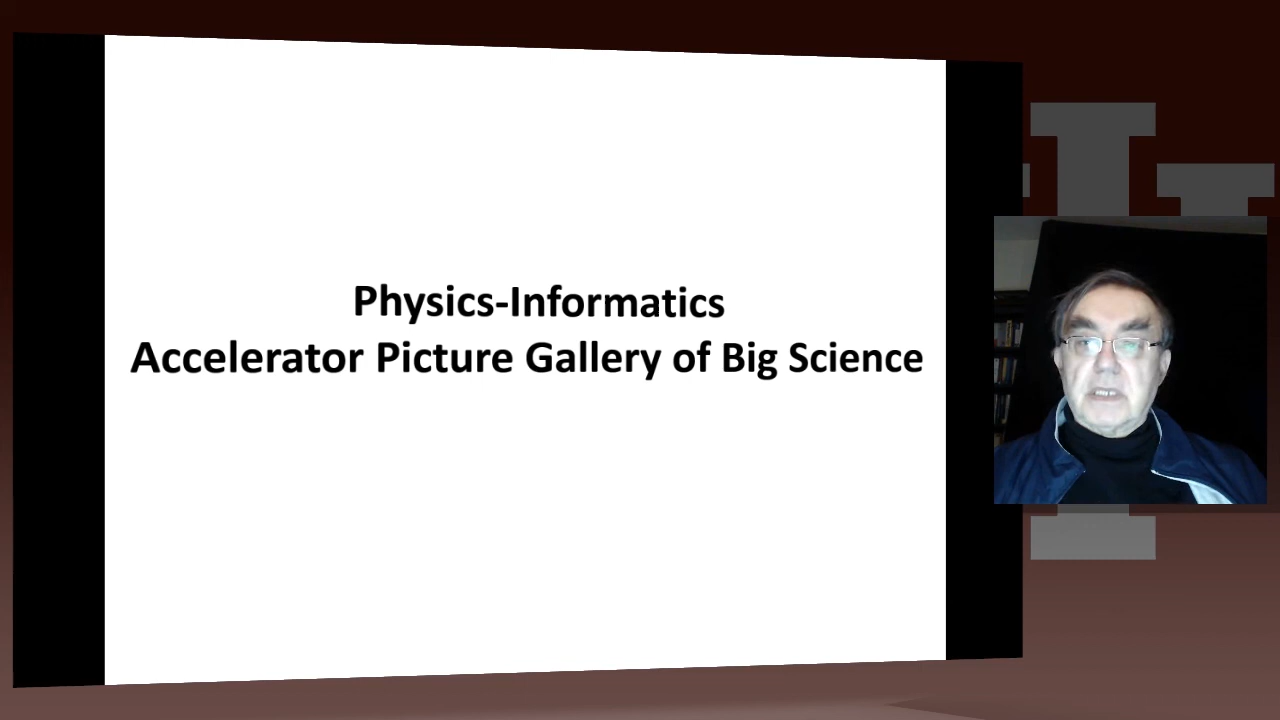 Physics-Informatics
Accelerator Picture Gallery of Big Science